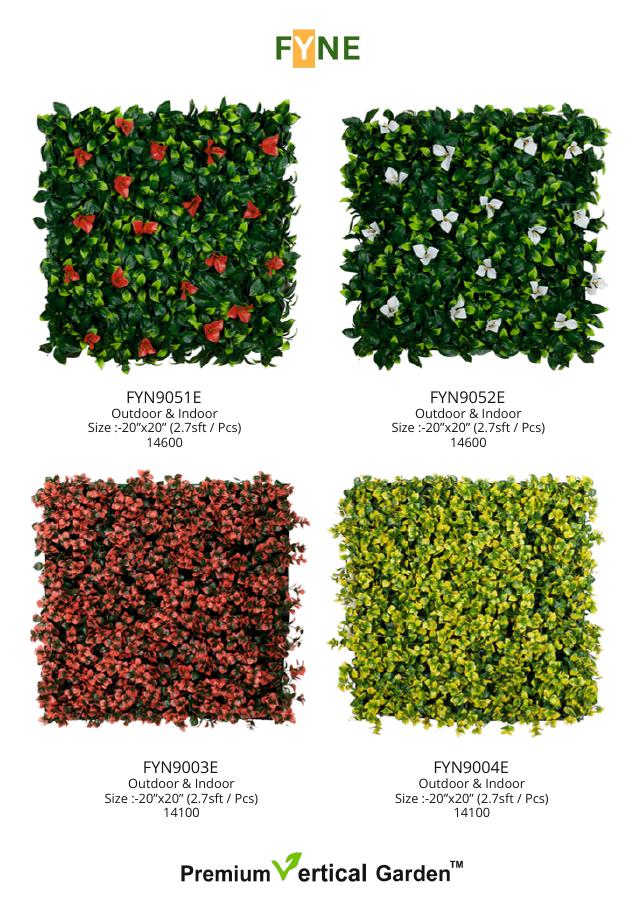 FYNE
FYN9051E
Outdoor & Indoor
Size :-20”x20” (2.7sft / Pcs)
14600
FYN9052E
Outdoor & Indoor
Size :-20”x20” (2.7sft / Pcs)
14600
FYN9003E
Outdoor & Indoor
Size :-20”x20” (2.7sft / Pcs)
14100
FYN9004E
Outdoor & Indoor
Size :-20”x20” (2.7sft / Pcs)
14100
Premium Vertical Garden™